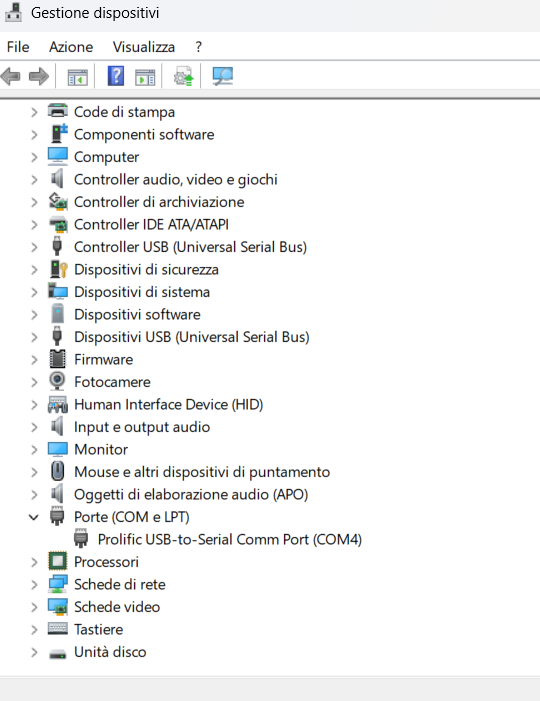 Gestione dispositivi
File Azione Visualizza ?
Code di stampa
Componenti software
Computer
Controller audio, video e giochi
Controller di archiviazione
Controller IDE ATA/ATAPI
Controller USB (Universal Serial Bus)
Dispositivi di sicurezza
Dispositivi di sistema
Dispositivi software
Dispositivi USB (Universal Serial Bus)
Firmware
Fotocamere
Human Interface Device (HID)
Input e output audio
Monitor
Mouse e altri dispositivi di puntamento
Oggetti di elaborazione audio (APO)
Porte (COM e LPT)
Prolific USB-to-Serial Comm Port (COM4)
Processori
Schede di rete
Schede video
Tastiere
Unità disco